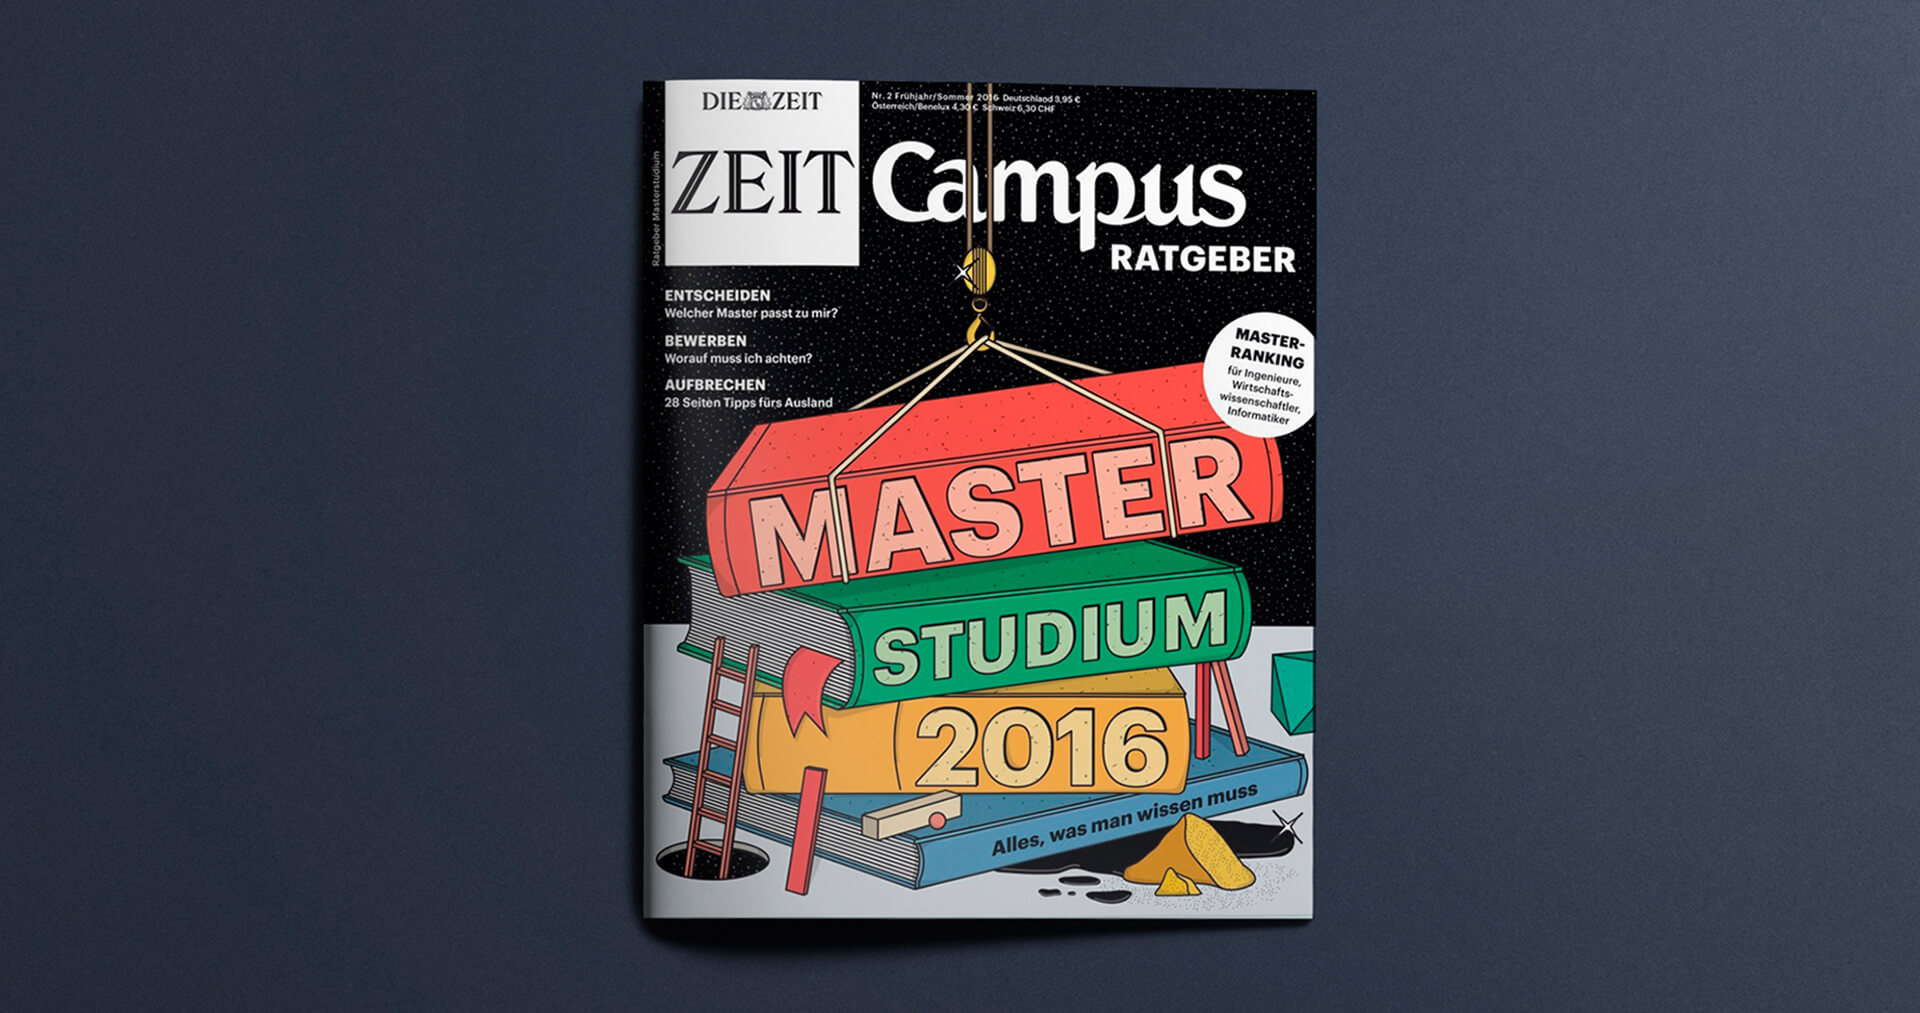 DIE ZEIT
Nr. 2 Frühjahr/Sommer 2016 Deutschland 3,95 €
Österreich/Benelux 4,30 € Schweiz 6,30 CHF
Ratgeber Masterstudium
ZEIT Campus
RATGEBER
ENTSCHEIDEN
Welcher Master passt zu mir?
BEWERBEN
Worauf muss ich achten?
AUFBRECHEN
28 Seiten Tipps fürs Ausland
MASTER-
RANKING
für Ingenieure,
Wirtschafts-
wissenschaftler,
Informatiker
MASTER
STUDIUM
2016
Alles, was man wissen muss